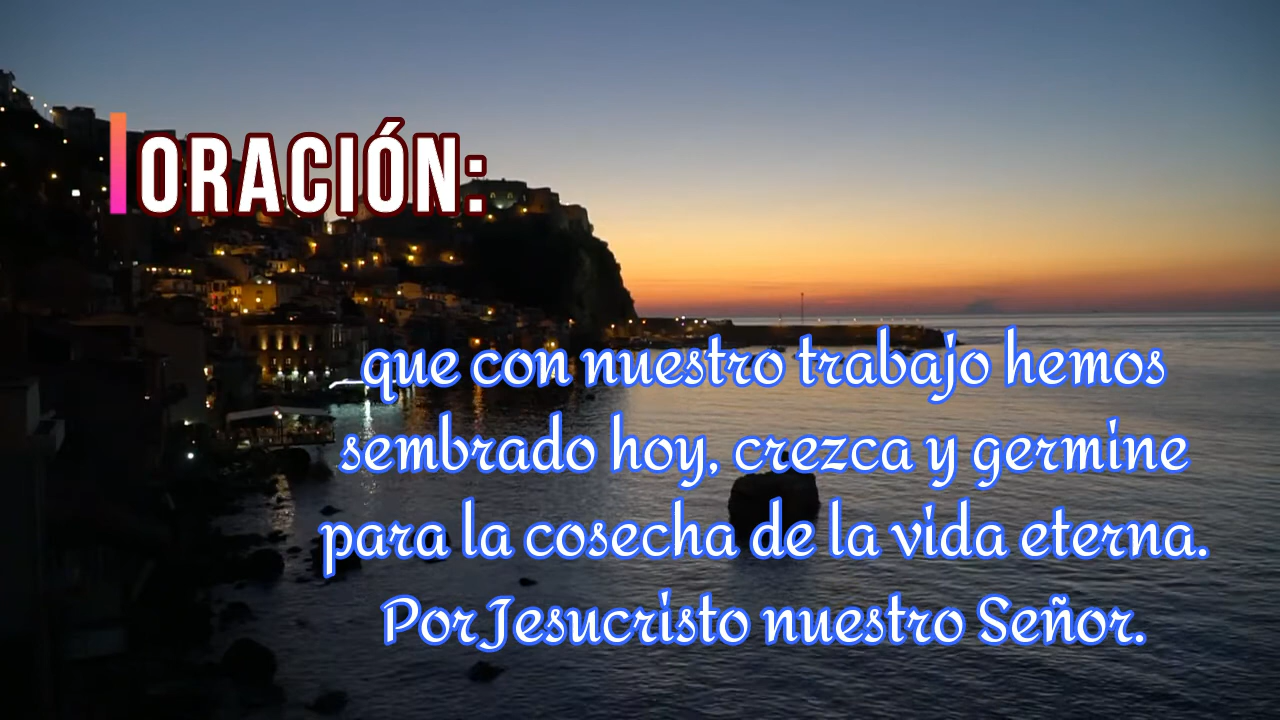 ORACIÓN:
que con nuestro trabajo hemos
sembrado hoy, crezca y germine
para la cosecha de la vida eterna.
Por Jesucristo nuestro Señor.